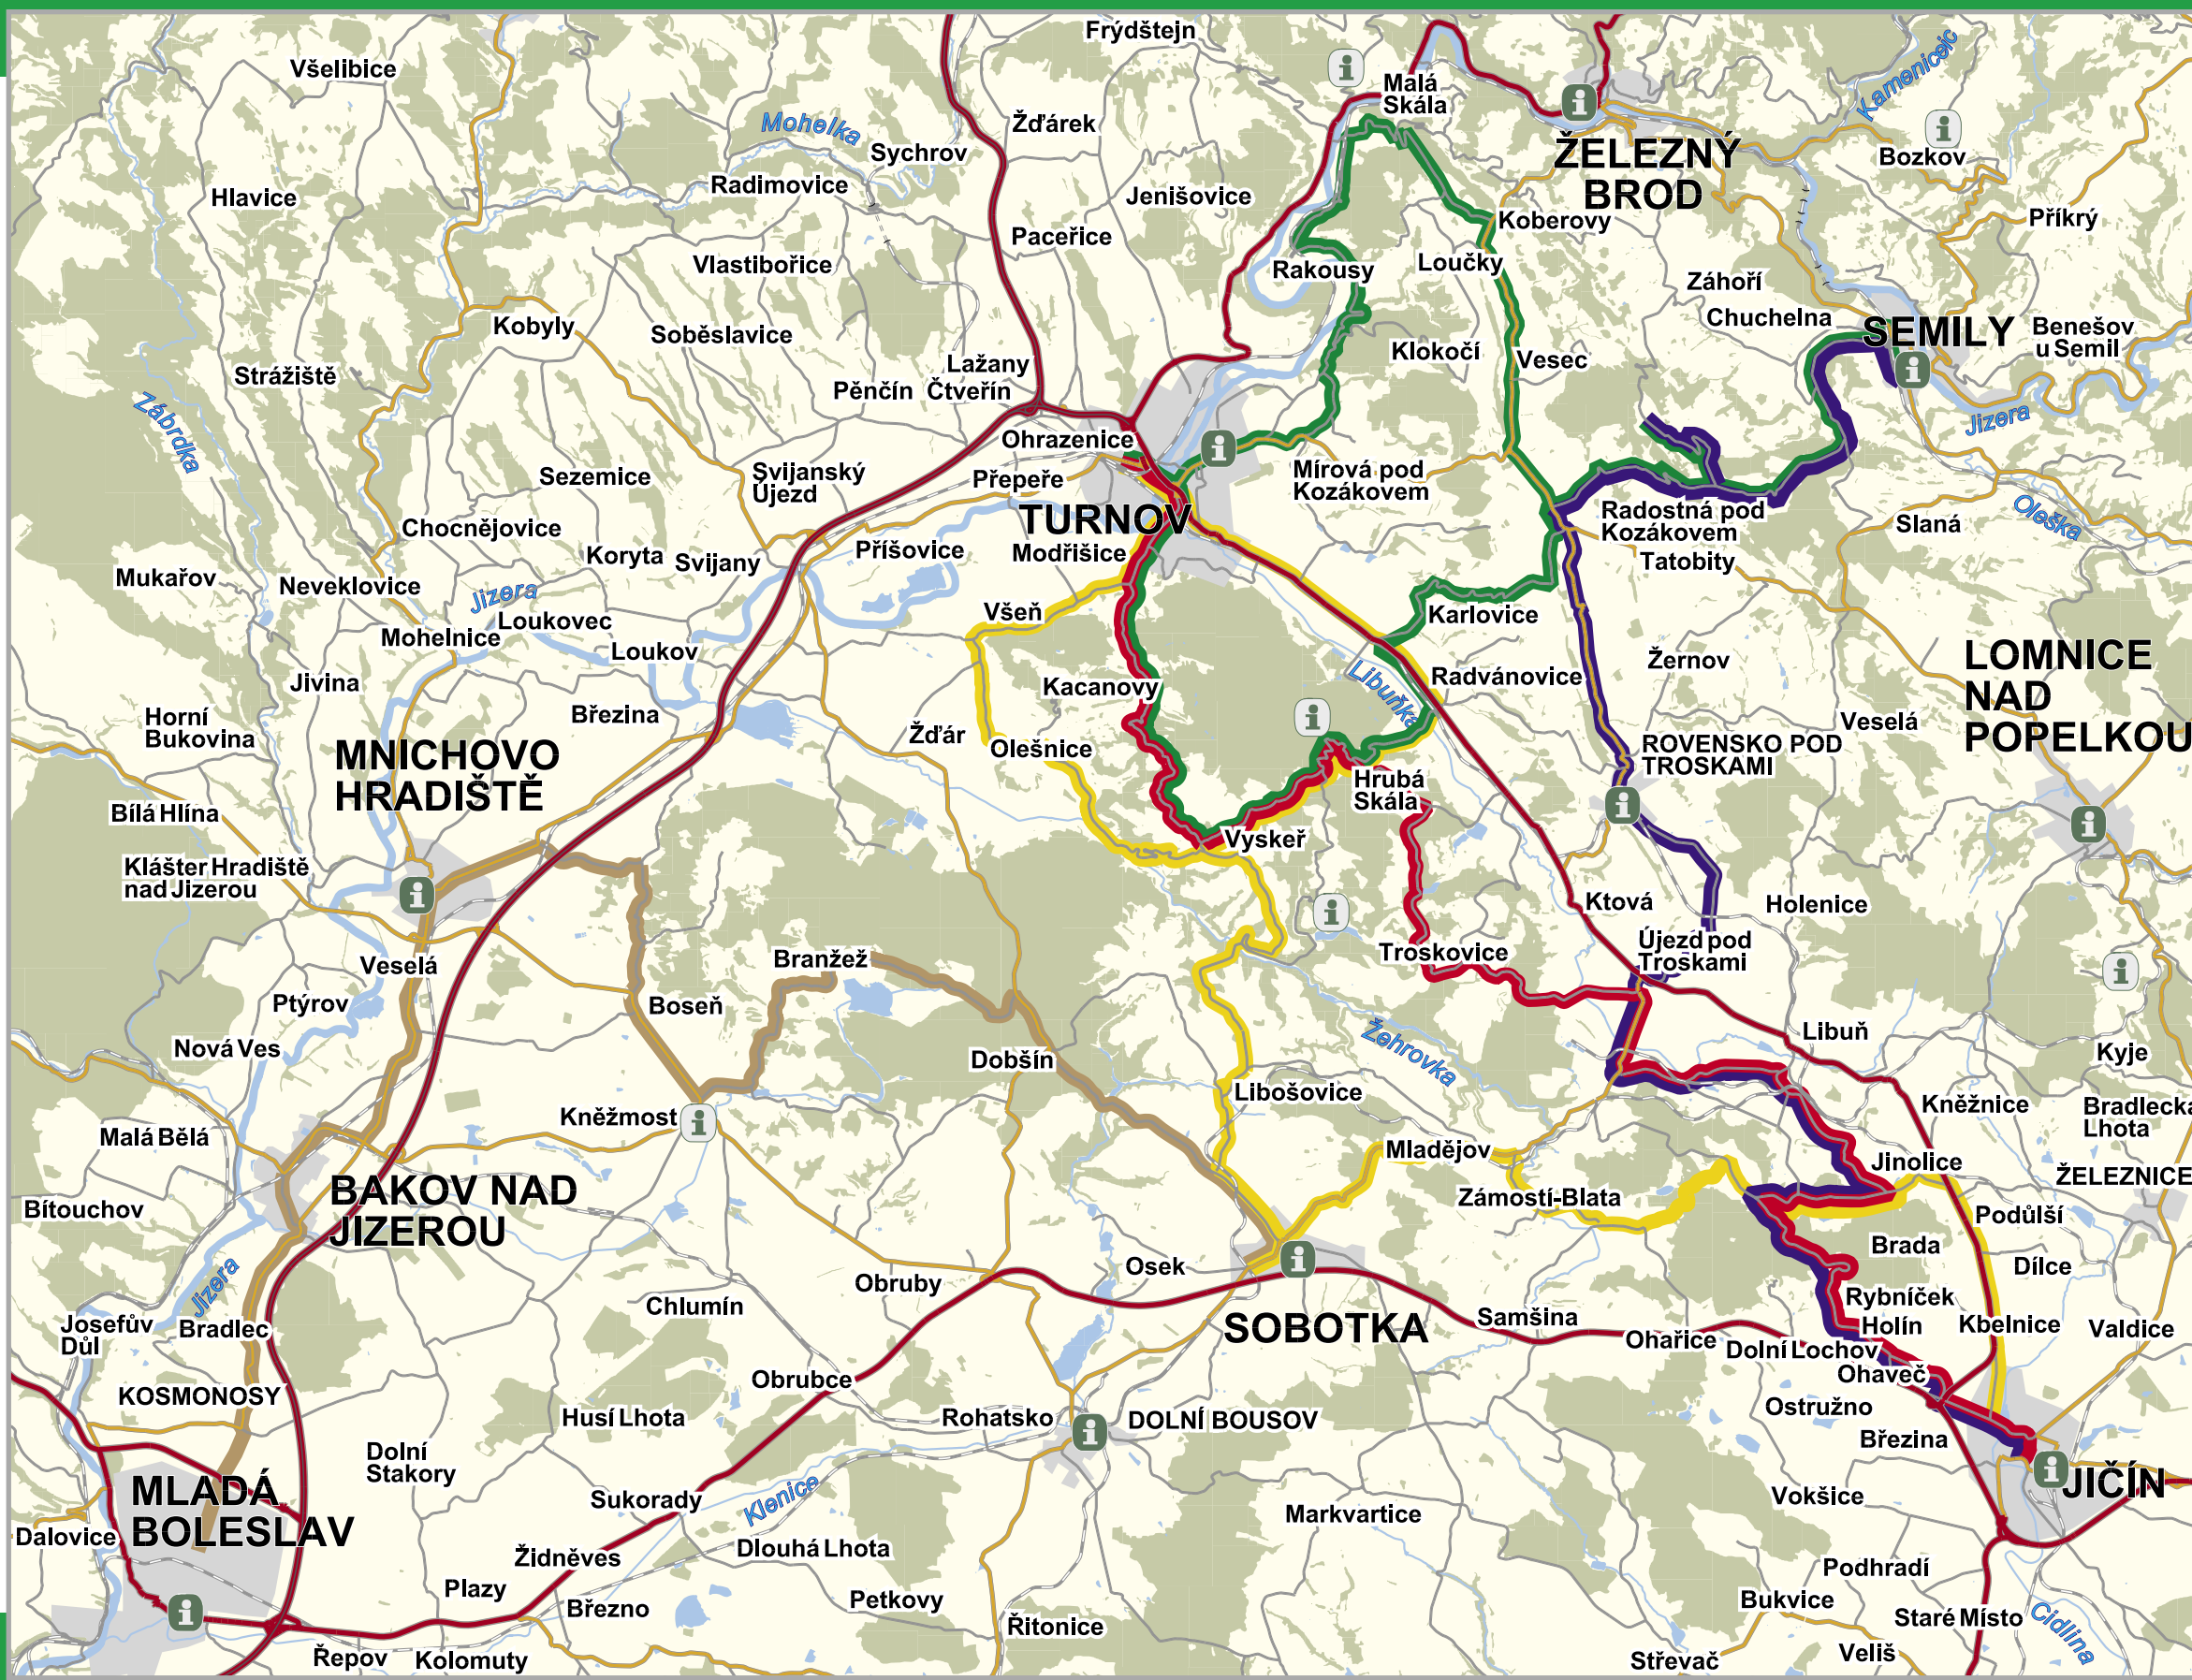 Frýdštejn
Všelibice
Malá
Skála
Kamenicejc
Mohelka
Žďárek
Sychrov
ŽELEZNÝ
BROD
Bozkov
Radimovice
Hlavice
Jenišovice
Koberovy
Příkrý
Paceřice
Vlastibořice
Rakousy
Loučky
Záhoří
Chuchelna
Kobyly
Soběslavice
SEMILY
Benešov
u Semil
Klokočí
Vesec
Lažany
Strážiště
Pěnčín
Čtveřín
Zábrdka
Jizera
Ohrazenice
Sezemice
Svijanský
Újezd
Přepeře
Mírová pod
Kozákovem
TURNOV
Radostná pod
Kozákovem
Slaná
Oleška
Chocnějovice
Koryta
Svijany
Příšovice
Modřišice
Tatobity
Mukařov
Neveklovice
Jizera
Loukovec
Všeň
Karlovice
Mohelnice
Loukov
Jivina
Kacanovy
Libuňka
Radvánovice
Žernov
LOMNICE
NAD
POPELKOU
Horní
Bukovina
Březina
Žďár
Olešnice
Veselá
ROVENSKO POD
TROSKAMI
MNICHOVO
HRADIŠTĚ
Hrubá
Skála
Bílá Hlína
Vyskeř
Klášter Hradiště
nad Jizerou
Ktová
Holenice
Veselá
Branžež
Troskovice
Újezd pod
Troskami
Ptýrov
Boseň
Nová Ves
Dobšín
Žehrovka
Libuň
Kyje
Libošovice
Kněžmost
Kněžnice
Bradlecká
Lhota
Malá Bělá
Mladějov
Jinolice
ŽELEZNICE
BAKOV NAD
JIZEROU
Bítouchov
Zámostí-Blata
Podůlší
Brada
Dílce
Osek
Obruby
Jizera
Chlumín
Rybníček
Josefův
Důl
Bradlec
SOBOTKA
Samšina
Holín
Kbelnice
Valdice
Ohařice
Dolní Lochov
Ohaveč
Obrubce
KOSMONOSY
Husí Lhota
Rohatsko
DOLNÍ BOUSOV
Ostružno
Březina
Dolní
Stakory
MLADÁ
BOLESLAV
Sukorady
Klenice
Markvartice
Vokšice
JIČÍN
Dalovice
Židněves
Dlouhá Lhota
Podhradí
Plazy
Březno
Petkovy
Bukvice
Řitonice
Staré Místo
Cidlina
Řepov
Kolomuty
Střevač
Veliš